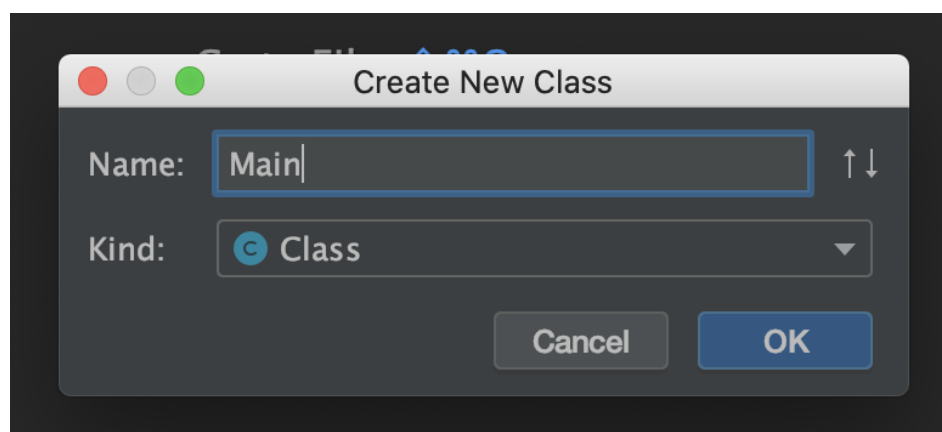 Create New Class
Name: Main ↑↓
Kind: C Class
Cancel OK